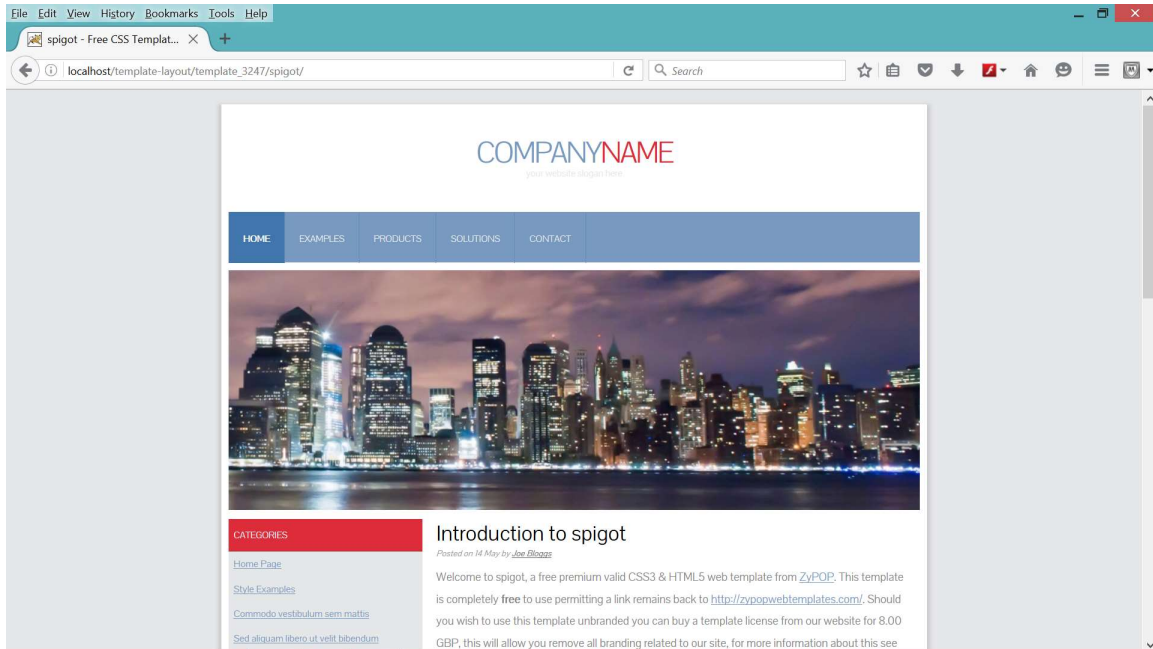 File Edit View History Bookmarks Tools Help
spigot - Free CSS Templat...
localhost/template-layout/template_3247/spigot/
Search
COMPANYNAME
your website slogan here
HOME EXAMPLES PRODUCTS SOLUTIONS CONTACT
CATEGORIES
Home Page
Style Examples
Commodo vestibulum sem mattis
Sed aliquam libero ut velit bibendum
Introduction to spigot
Posted on 14 May by Joe Bloggs
Welcome to spigot, a free premium valid CSS3 & HTML5 web template from ZyPOP. This template
is completely free to use permitting a link remains back to http://zypopwebtemplates.com/. Should
you wish to use this template unbranded you can buy a template license from our website for 8.00
GBP, this will allow you remove all branding related to our site, for more information about this see